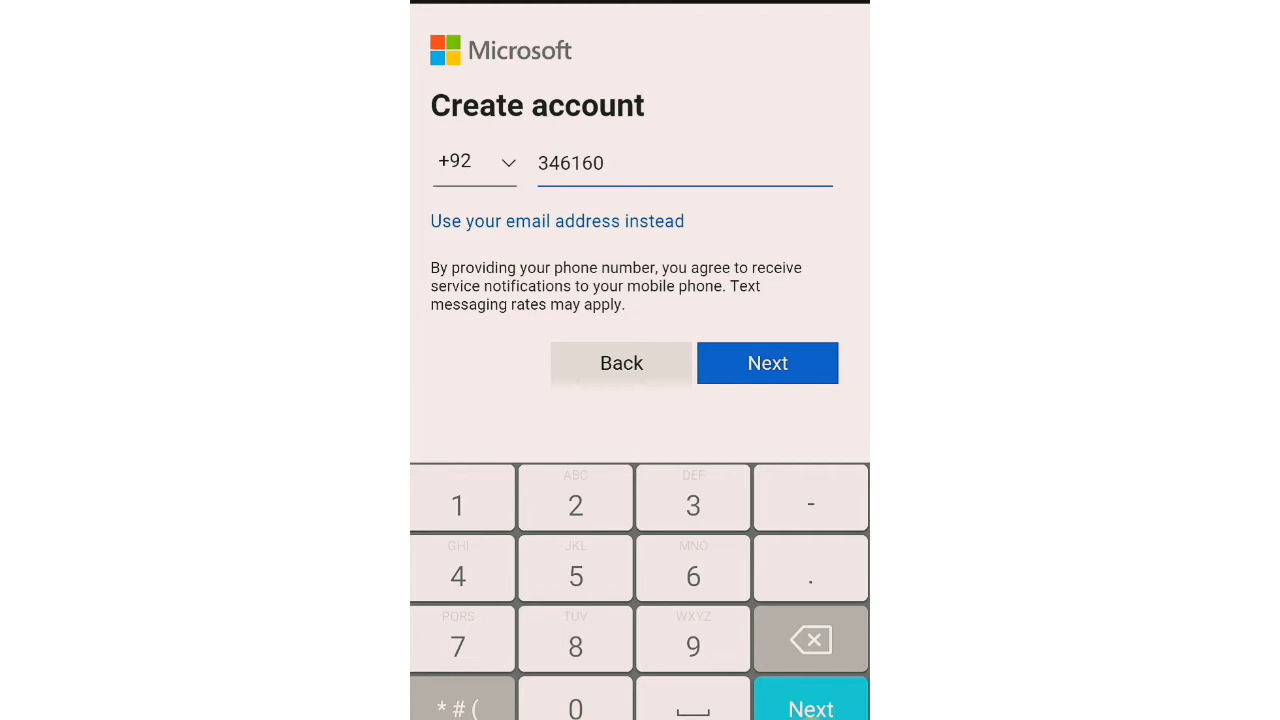 Microsoft
Create account
+92 346160
Use your email address instead
By providing your phone number, you agree to receive
service notifications to your mobile phone. Text
messaging rates may apply.
Back Next
ABC DEF
1 2 3 -
GHI JKL MNO
4 5 6 .
PQRS TUV WXYZ
7 8 9
* # ( 0 Next